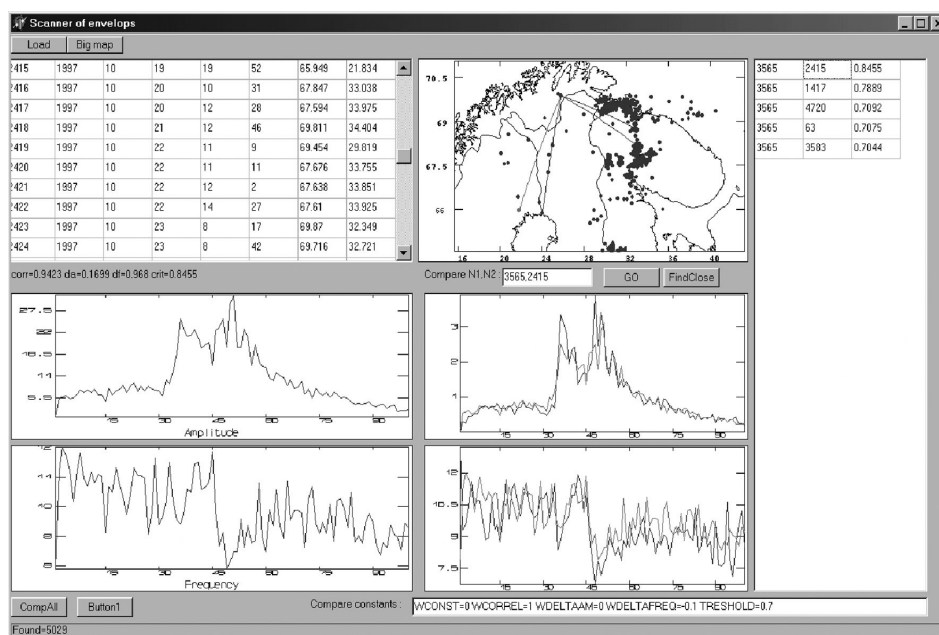 Scanner of envelops
Load Big map
2415 1997 10 19 19 52 65.949 21.834
2416 1997 10 20 10 31 67.847 33.038
2417 1997 10 20 12 28 67.594 33.975
2418 1997 10 21 12 46 69.811 34.404
2419 1997 10 22 11 9 69.454 29.819
2420 1997 10 22 11 11 67.676 33.755
2421 1997 10 22 12 2 67.638 33.851
2422 1997 10 22 14 27 67.61 33.925
2423 1997 10 23 8 17 69.87 32.349
2424 1997 10 23 8 42 69.716 32.721
70.5
69
67.5
66
16 20 24 28 32 36 40
3565 2415 0.8455
3565 1417 0.7889
3565 4720 0.7092
3565 63 0.7075
3565 3583 0.7044
corr=0.9423 da=0.1699 df=0.968 crit=0.8455
Compare N1,N2 : 3565,2415 GO FindClose
27.5
22
16.5
11
5.5
15 30 45 60 75 90
Amplitude
3
2
1
15 30 45 60 75 90
12
11
10
9
8
15 30 45 60 75 90
Frequency
12
10.5
9
7.5
15 30 45 60 75 90
CompAll Button1 Compare constants : WCONST=0 WCORREL=1 WDELTAAM=0 WDELTAFREQ=-0.1 TRESHOLD=0.7
Found=5029